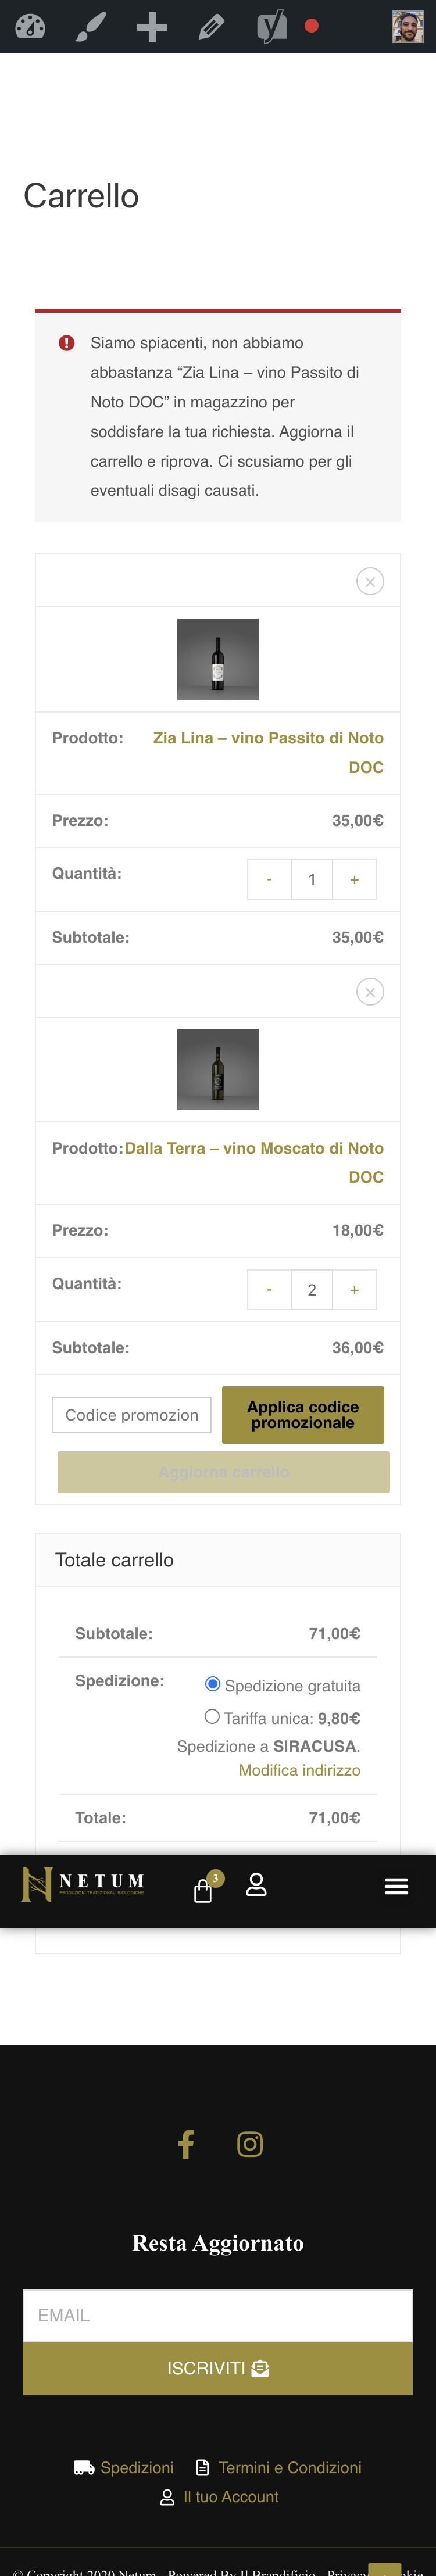 Carrello
Siamo spiacenti, non abbiamo
abbastanza “Zia Lina – vino Passito di
Noto DOC” in magazzino per
soddisfare la tua richiesta. Aggiorna il
carrello e riprova. Ci scusiamo per gli
eventuali disagi causati.
×
Prodotto: Zia Lina – vino Passito di Noto
DOC
Prezzo: 35,00€
Quantità: - 1 +
Subtotale: 35,00€
×
Prodotto: Dalla Terra – vino Moscato di Noto
DOC
Prezzo: 18,00€
Quantità: - 2 +
Subtotale: 36,00€
Codice promozion
Applica codice
promozionale
Aggiorna carrello
Totale carrello
Subtotale: 71,00€
Spedizione: Spedizione gratuita
Tariffa unica: 9,80€
Spedizione a SIRACUSA.
Modifica indirizzo
Totale: 71,00€
NETUM
PRODUZIONI TRADIZIONALI BIOLOGICHE
3
Resta Aggiornato
EMAIL
ISCRIVITI
Spedizioni Termini e Condizioni
Il tuo Account
© Copyright 2020 Netum - Powered By Il Brandificio -